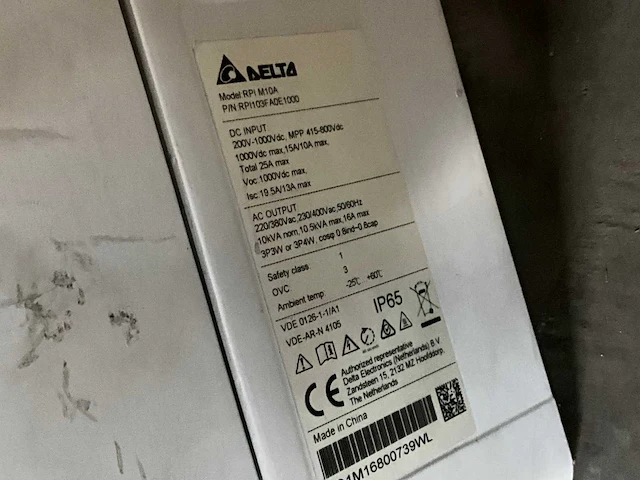 DELTA
Model: RPI M10A
P/N RPI103FA0E1000
DC INPUT
200V-1000Vdc, MPP 415-800Vdc
1000Vdc max,15A/10A max
Total 25A max
Voc 1000Vdc max
Isc 19.5A/13A max
AC OUTPUT
220/380Vac,230/400Vac,50/60Hz
10kVA nom,10.5kVA max,16A max
3P3W or 3P4W, cosφ 0.8ind~0.8cap
Safety class 1
OVC 3
Ambient temp -25℃ +60℃
VDE 0126-1-1/A1
VDE-AR-N 4105
IP65
CE
Authorized representative
Delta Electronics (Netherlands) B.V
Zandsteen 15, 2132 MZ Hoofddorp,
The Netherlands
Made in China
1M16800739WL